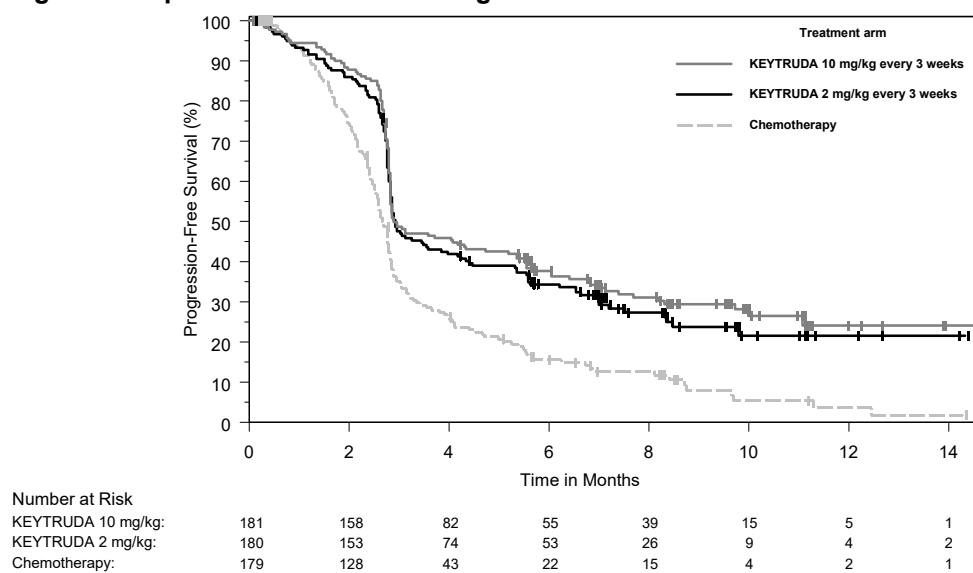 Treatment arm
KEYTRUDA 10 mg/kg every 3 weeks
KEYTRUDA 2 mg/kg every 3 weeks
Chemotherapy
Progression-Free Survival (%)
100
90
80
70
60
50
40
30
20
10
0
0 2 4 6 8 10 12 14
Time in Months
Number at Risk
KEYTRUDA 10 mg/kg: 181 158 82 55 39 15 5 1
KEYTRUDA 2 mg/kg: 180 153 74 53 26 9 4 2
Chemotherapy: 179 128 43 22 15 4 2 1